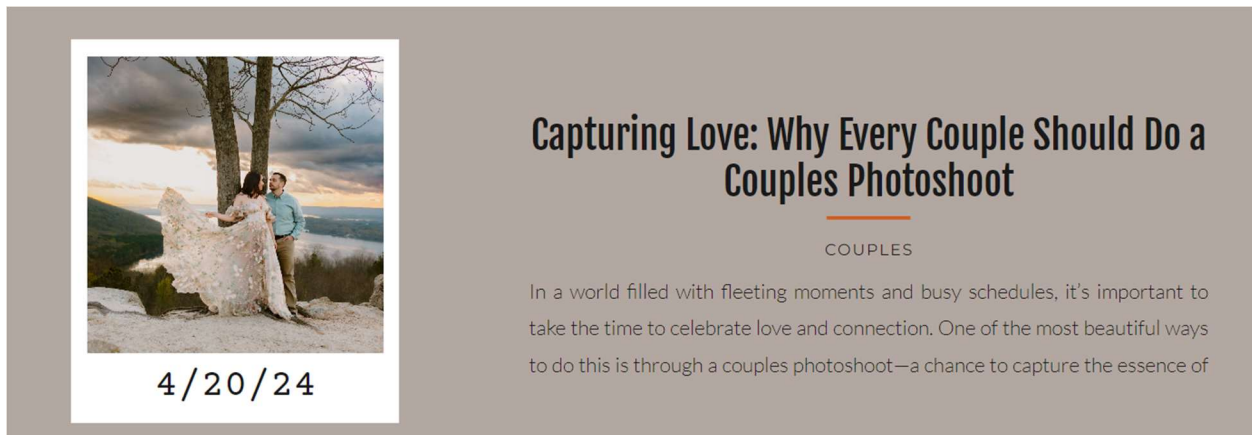 4/20/24
Capturing Love: Why Every Couple Should Do a
Couples Photoshoot
COUPLES
In a world filled with fleeting moments and busy schedules, it’s important to
take the time to celebrate love and connection. One of the most beautiful ways
to do this is through a couples photoshoot—a chance to capture the essence of